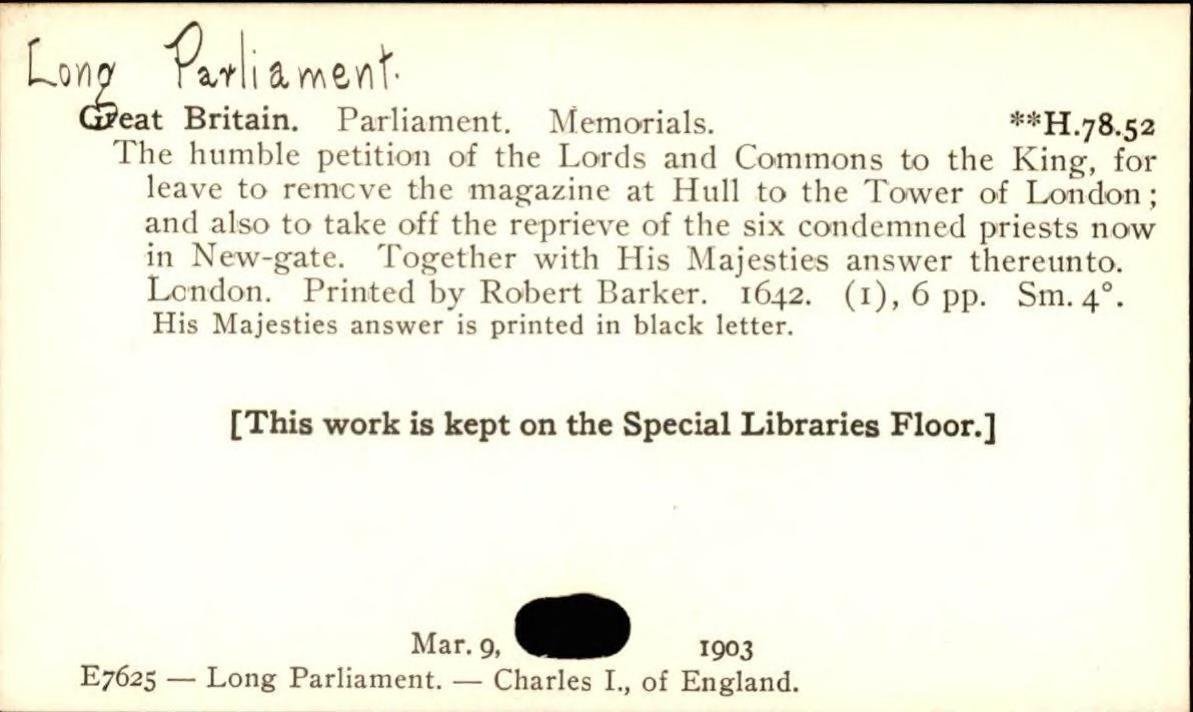 Long Parliament.
Great Britain. Parliament. Memorials. **H.78.52
The humble petition of the Lords and Commons to the King, for
leave to remcve the magazine at Hull to the Tower of London;
and also to take off the reprieve of the six condemned priests now
in New-gate. Together with His Majesties answer thereunto.
Lcndon. Printed by Robert Barker. 1642. (1), 6 pp. Sm. 4°.
His Majesties answer is printed in black letter.
[This work is kept on the Special Libraries Floor.]
Mar. 9, 1903
E7625 — Long Parliament. — Charles I., of England.